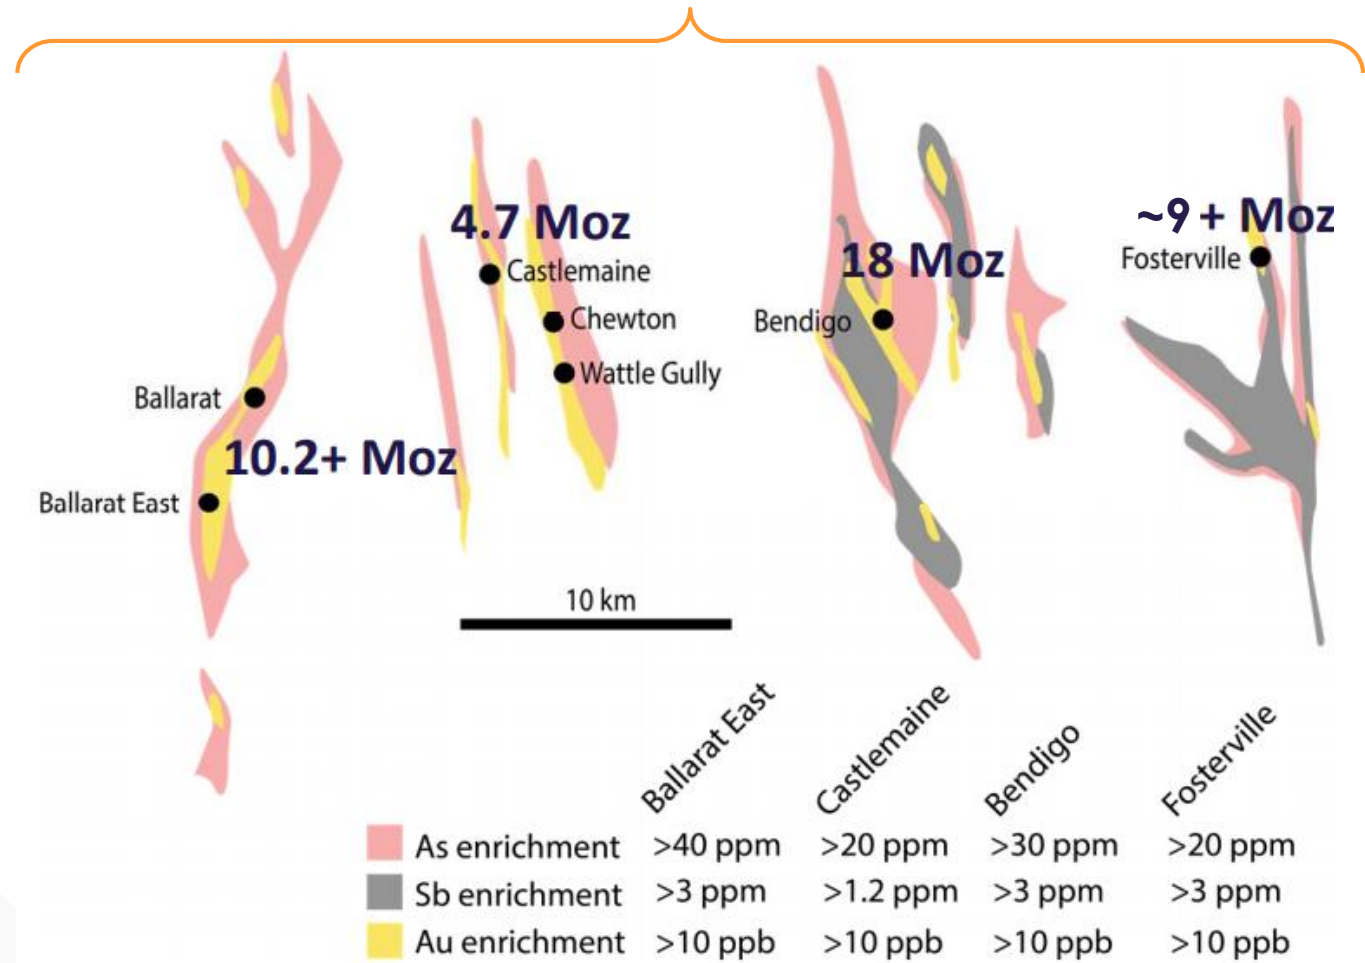 4.7 Moz
Castlemaine
Chewton
Wattle Gully
18 Moz
Bendigo
~9 + Moz
Fosterville
Ballarat
10.2+ Moz
Ballarat East
10 km
Ballarat East Castlemaine Bendigo Fosterville
As enrichment >40 ppm >20 ppm >30 ppm >20 ppm
Sb enrichment >3 ppm >1.2 ppm >3 ppm >3 ppm
Au enrichment >10 ppb >10 ppb >10 ppb >10 ppb